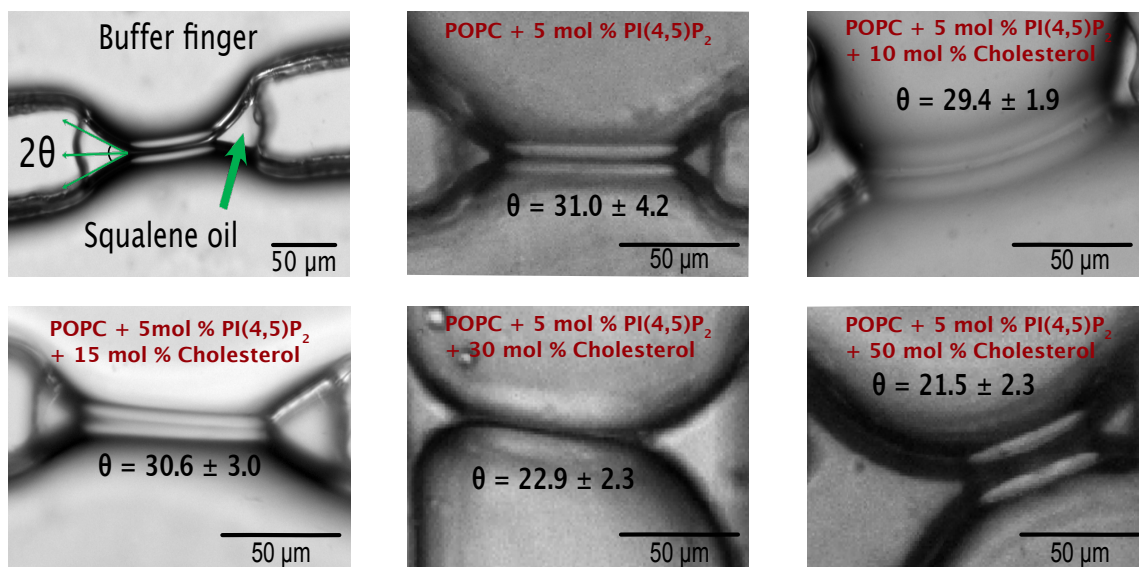 Buffer finger
2θ
Squalene oil
50 µm
POPC + 5 mol % PI(4,5)P₂
θ = 31.0 ± 4.2
50 µm
POPC + 5 mol % PI(4,5)P₂
+ 10 mol % Cholesterol
θ = 29.4 ± 1.9
50 µm
POPC + 5mol % PI(4,5)P₂
+ 15 mol % Cholesterol
θ = 30.6 ± 3.0
50 µm
POPC + 5 mol % PI(4,5)P₂
+ 30 mol % Cholesterol
θ = 22.9 ± 2.3
50 µm
POPC + 5 mol % PI(4,5)P₂
+ 50 mol % Cholesterol
θ = 21.5 ± 2.3
50 µm